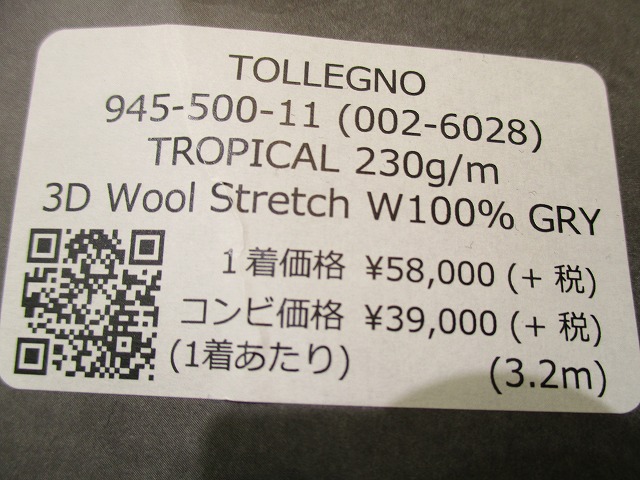 TOLLEGNO
945-500-11 (002-6028)
TROPICAL 230g/m
3D Wool Stretch W100% GRY
1着価格 ¥58,000 (+ 税)
コンビ価格 ¥39,000 (+ 税)
(1着あたり) (3.2m)